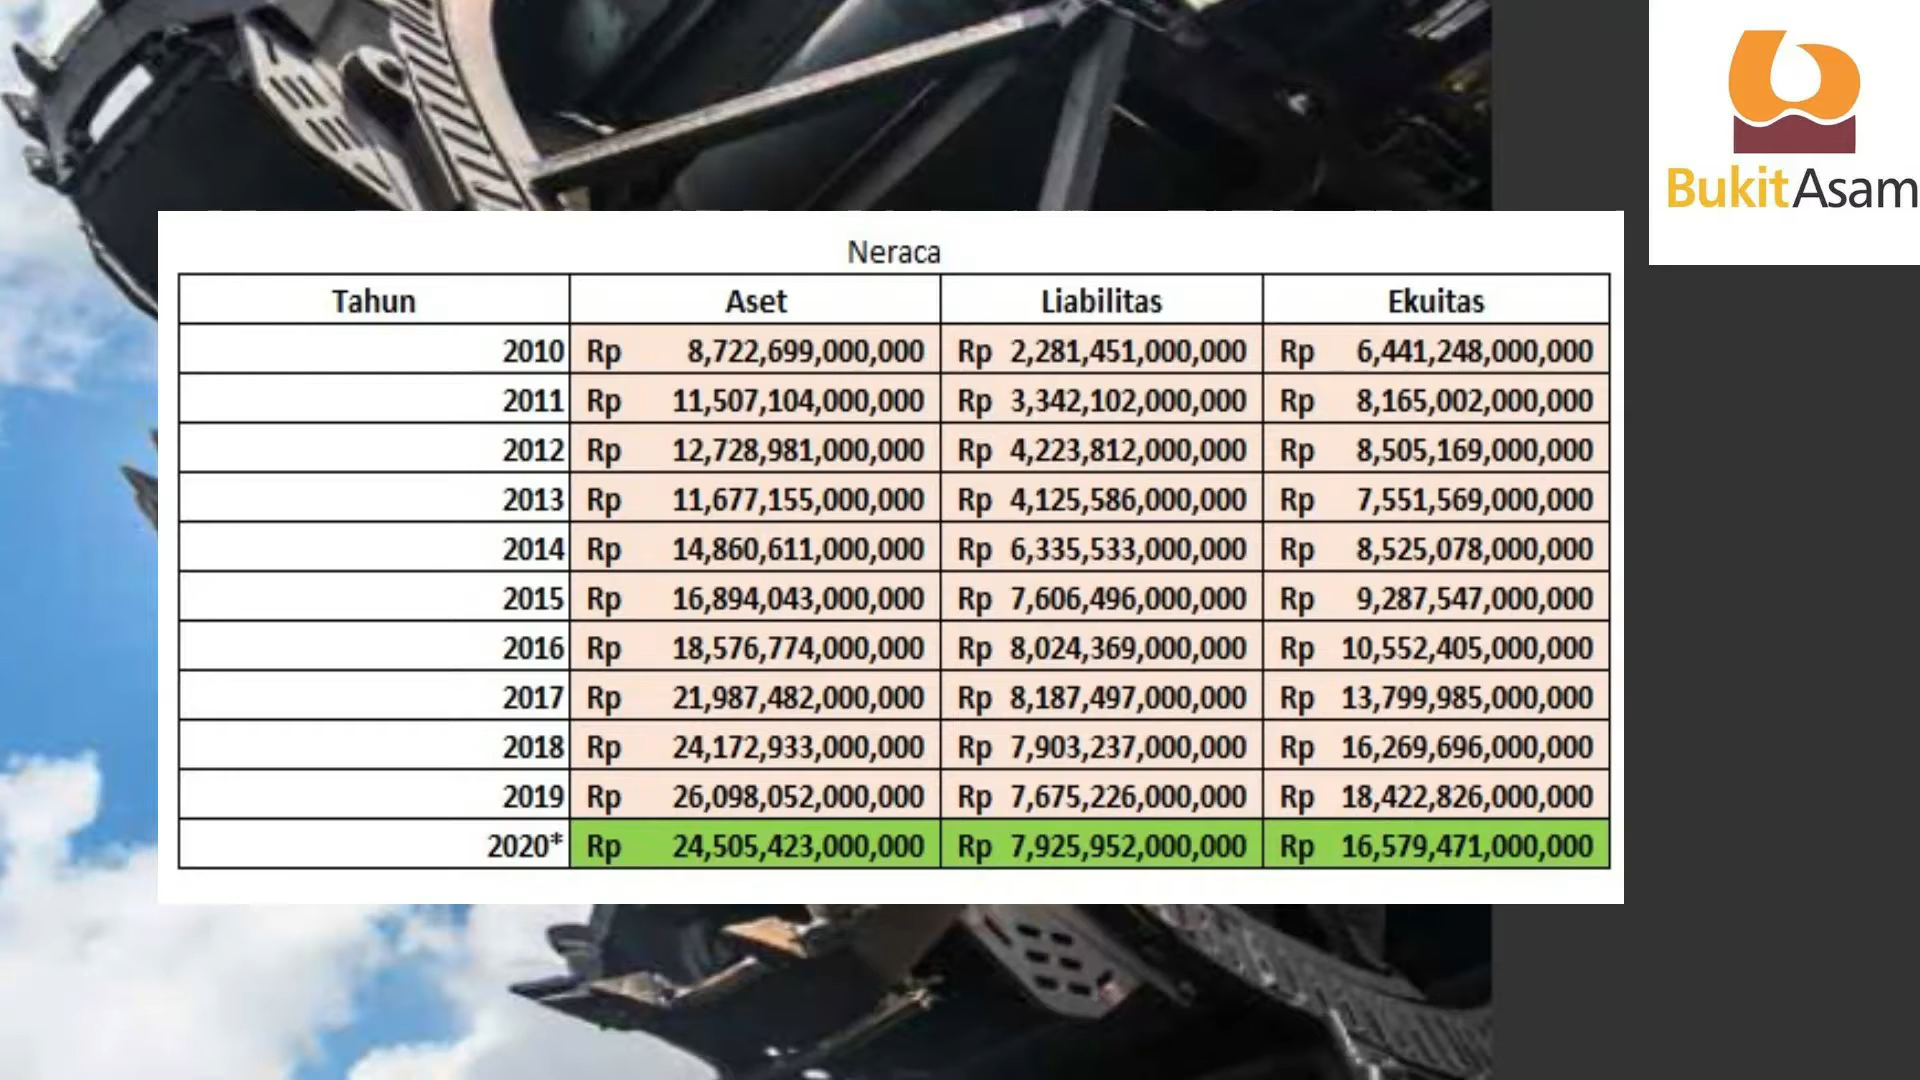 BukitAsam
Neraca
Tahun Aset Liabilitas Ekuitas
2010 Rp 8,722,699,000,000 Rp 2,281,451,000,000 Rp 6,441,248,000,000
2011 Rp 11,507,104,000,000 Rp 3,342,102,000,000 Rp 8,165,002,000,000
2012 Rp 12,728,981,000,000 Rp 4,223,812,000,000 Rp 8,505,169,000,000
2013 Rp 11,677,155,000,000 Rp 4,125,586,000,000 Rp 7,551,569,000,000
2014 Rp 14,860,611,000,000 Rp 6,335,533,000,000 Rp 8,525,078,000,000
2015 Rp 16,894,043,000,000 Rp 7,606,496,000,000 Rp 9,287,547,000,000
2016 Rp 18,576,774,000,000 Rp 8,024,369,000,000 Rp 10,552,405,000,000
2017 Rp 21,987,482,000,000 Rp 8,187,497,000,000 Rp 13,799,985,000,000
2018 Rp 24,172,933,000,000 Rp 7,903,237,000,000 Rp 16,269,696,000,000
2019 Rp 26,098,052,000,000 Rp 7,675,226,000,000 Rp 18,422,826,000,000
2020* Rp 24,505,423,000,000 Rp 7,925,952,000,000 Rp 16,579,471,000,000